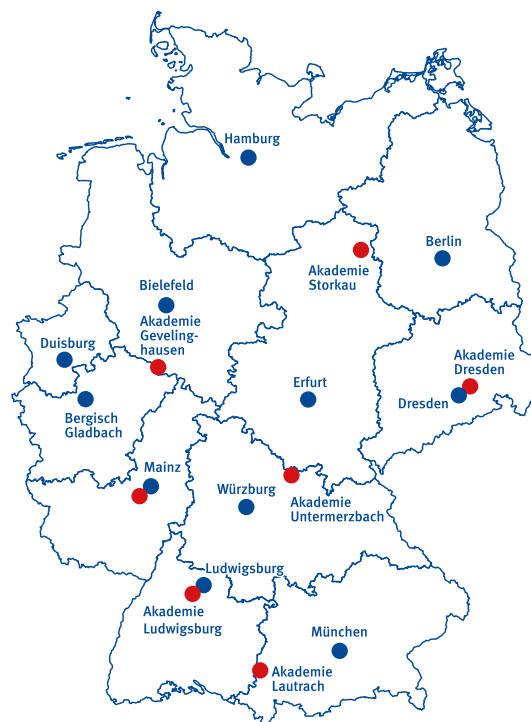 Hamburg
Berlin
Akademie
Storkau
Bielefeld
Akademie
Geveling-
hausen
Duisburg
Akademie
Dresden
Dresden
Erfurt
Bergisch
Gladbach
Mainz
Würzburg
Akademie
Untermerzbach
Ludwigsburg
Akademie
Ludwigsburg
München
Akademie
Lautrach